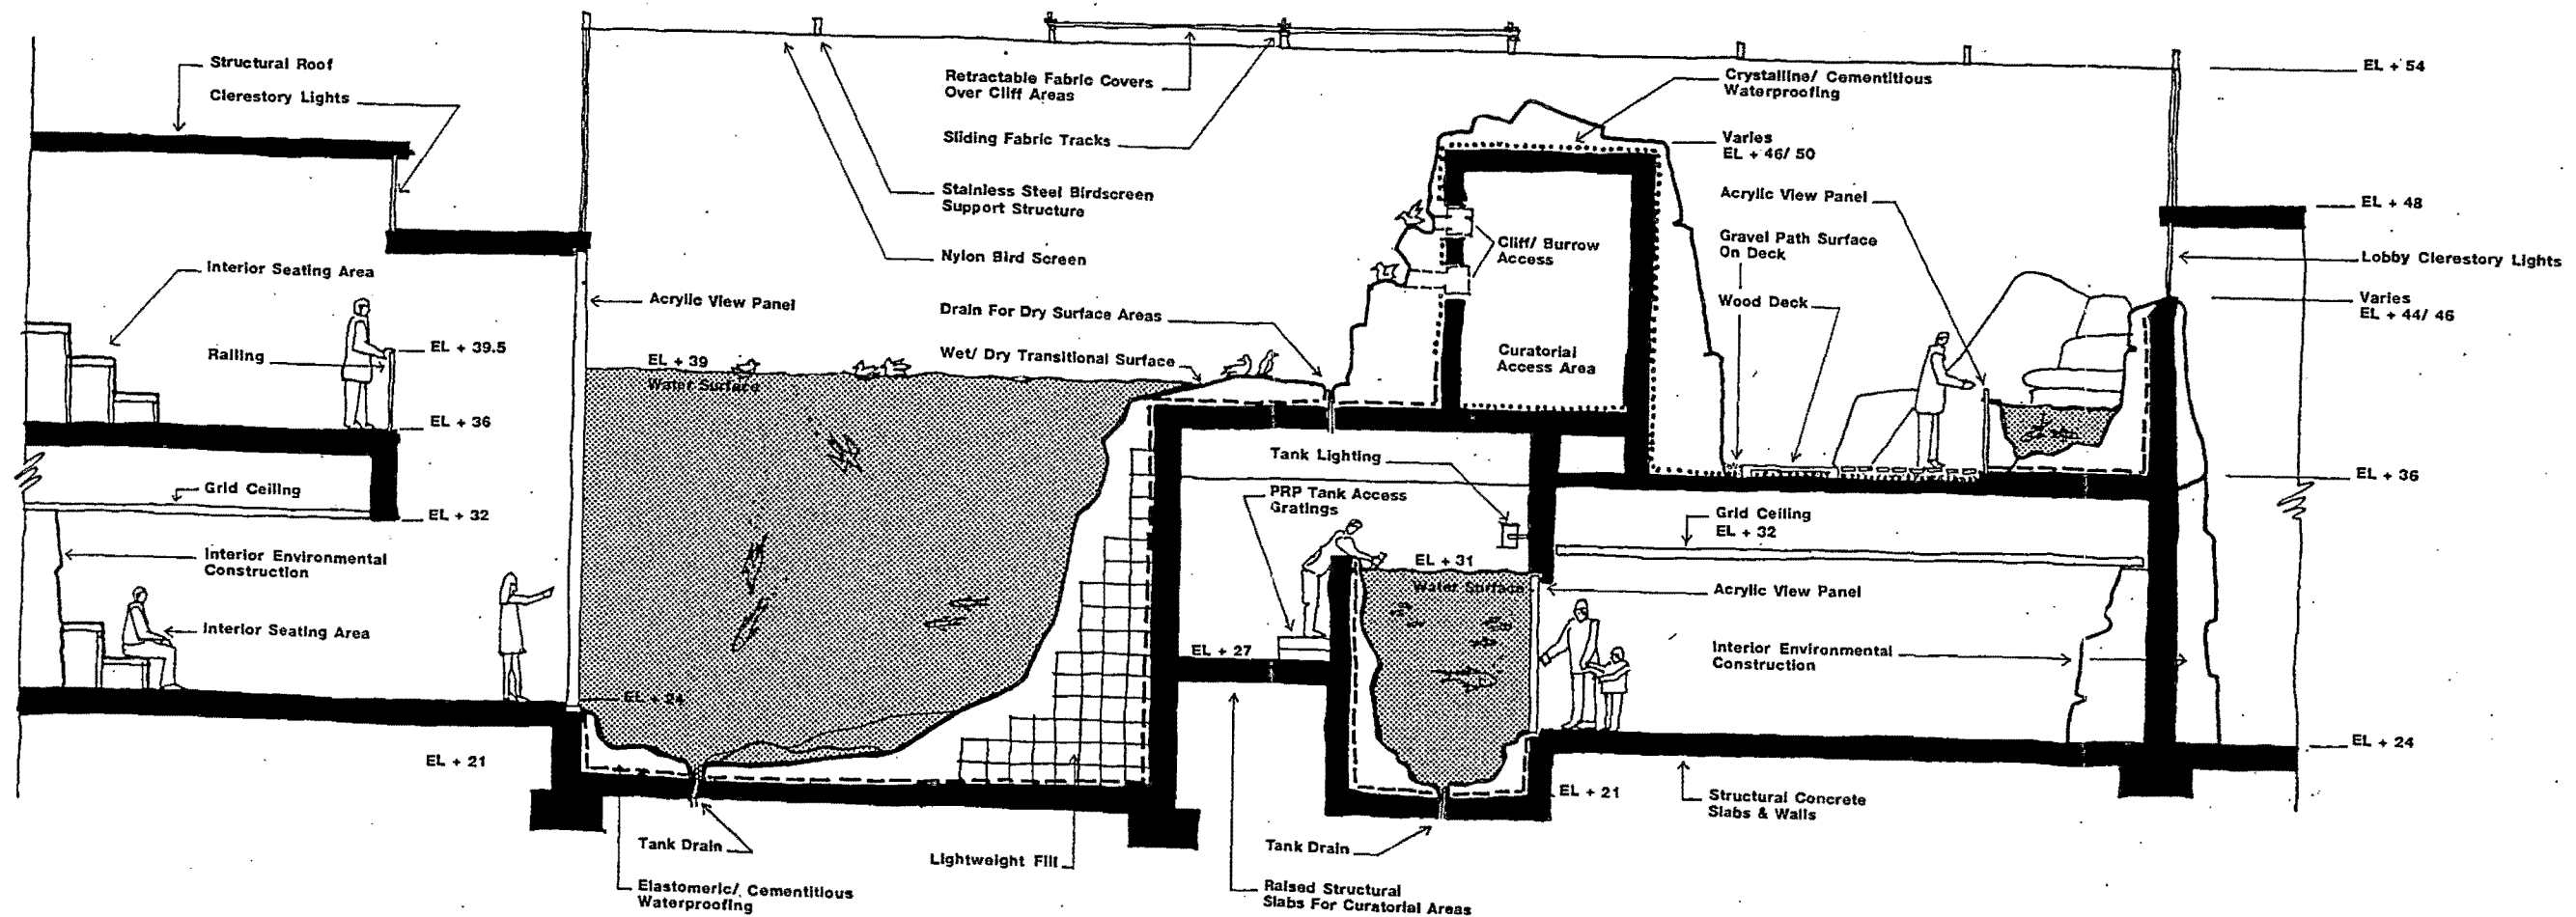 Structural Roof
Clerestory Lights
Interior Seating Area
Railing
EL + 39.5
EL + 36
Grid Ceiling
EL + 32
Interior Environmental
Construction
Interior Seating Area
EL + 21
Acrylic View Panel
EL + 39
Water Surface
EL + 24
Tank Drain
Elastomeric/ Cementitious
Waterproofing
Retractable Fabric Covers
Over Cliff Areas
Sliding Fabric Tracks
Stainless Steel Birdscreen
Support Structure
Nylon Bird Screen
Drain For Dry Surface Areas
Wet/ Dry Transitional Surface
Lightweight Fill
Cliff/ Burrow
Access
Curatorial
Access Area
Tank Lighting
PRP Tank Access
Gratings
EL + 31
Water Surface
EL + 27
Tank Drain
Raised Structural
Slabs For Curatorial Areas
EL + 21
Crystalline/ Cementitious
Waterproofing
Varies
EL + 46/ 50
Acrylic View Panel
Gravel Path Surface
On Deck
Wood Deck
Grid Ceiling
EL + 32
Acrylic View Panel
Interior Environmental
Construction
Structural Concrete
Slabs & Walls
EL + 54
EL + 48
Lobby Clerestory Lights
Varies
EL + 44/ 46
EL + 36
EL + 24